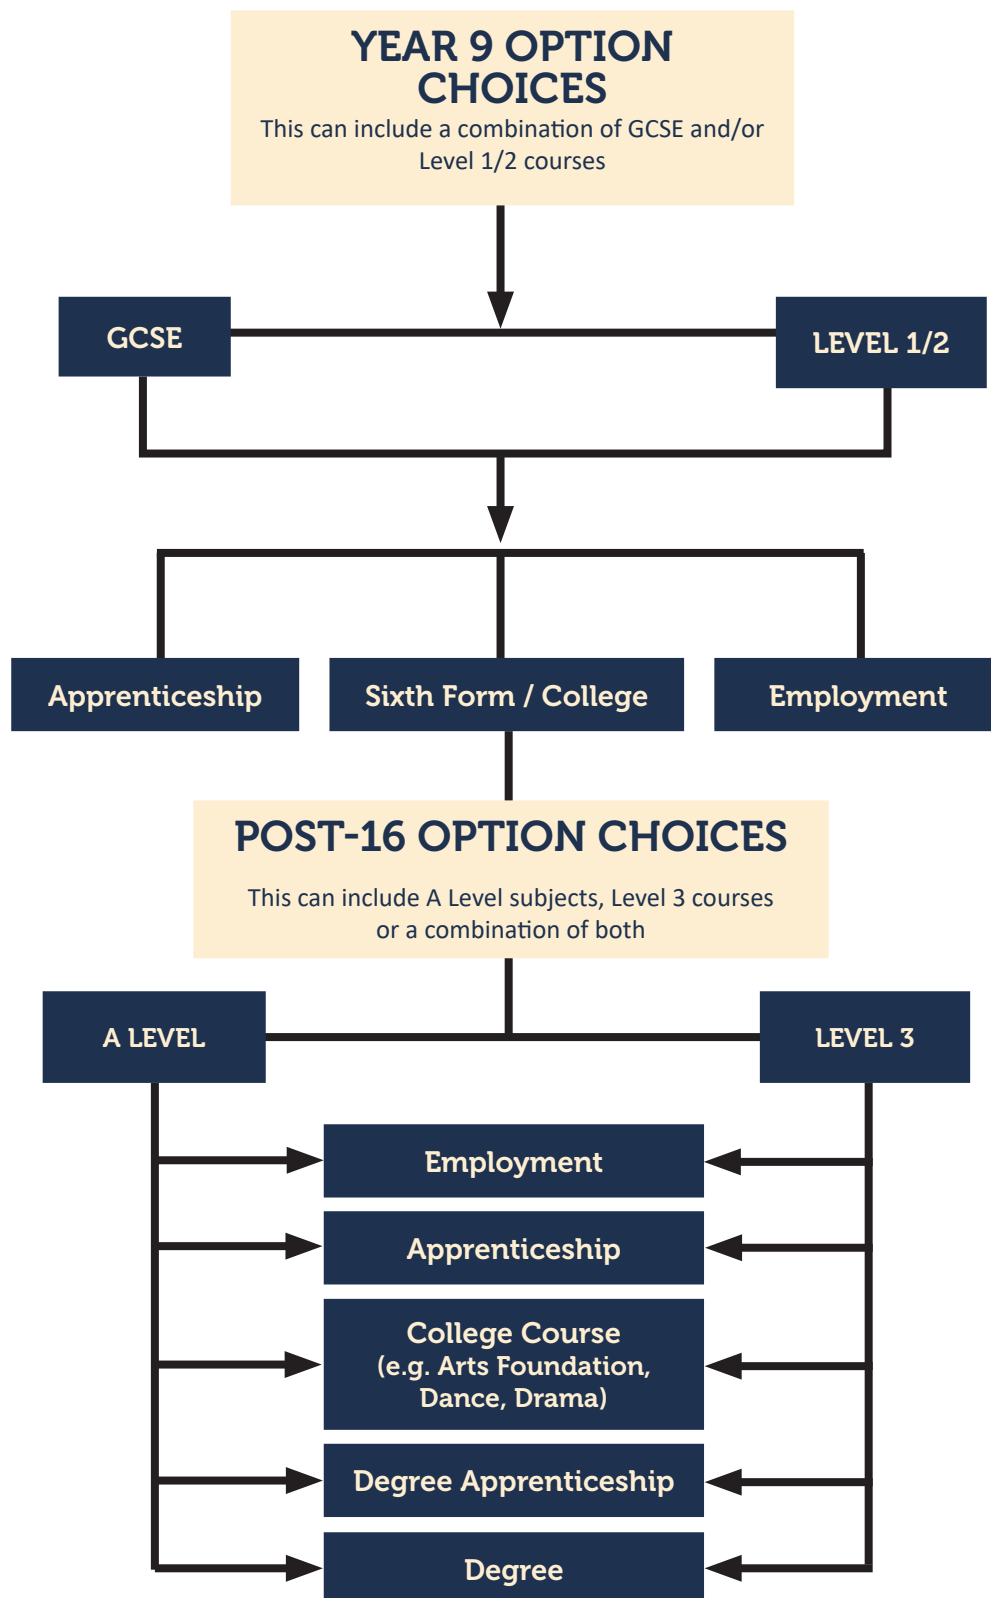 YEAR 9 OPTION
CHOICES
This can include a combination of GCSE and/or
Level 1/2 courses
GCSE
LEVEL 1/2
Apprenticeship
Sixth Form / College
Employment
POST-16 OPTION CHOICES
This can include A Level subjects, Level 3 courses
or a combination of both
A LEVEL
LEVEL 3
Employment
Apprenticeship
College Course
(e.g. Arts Foundation,
Dance, Drama)
Degree Apprenticeship
Degree